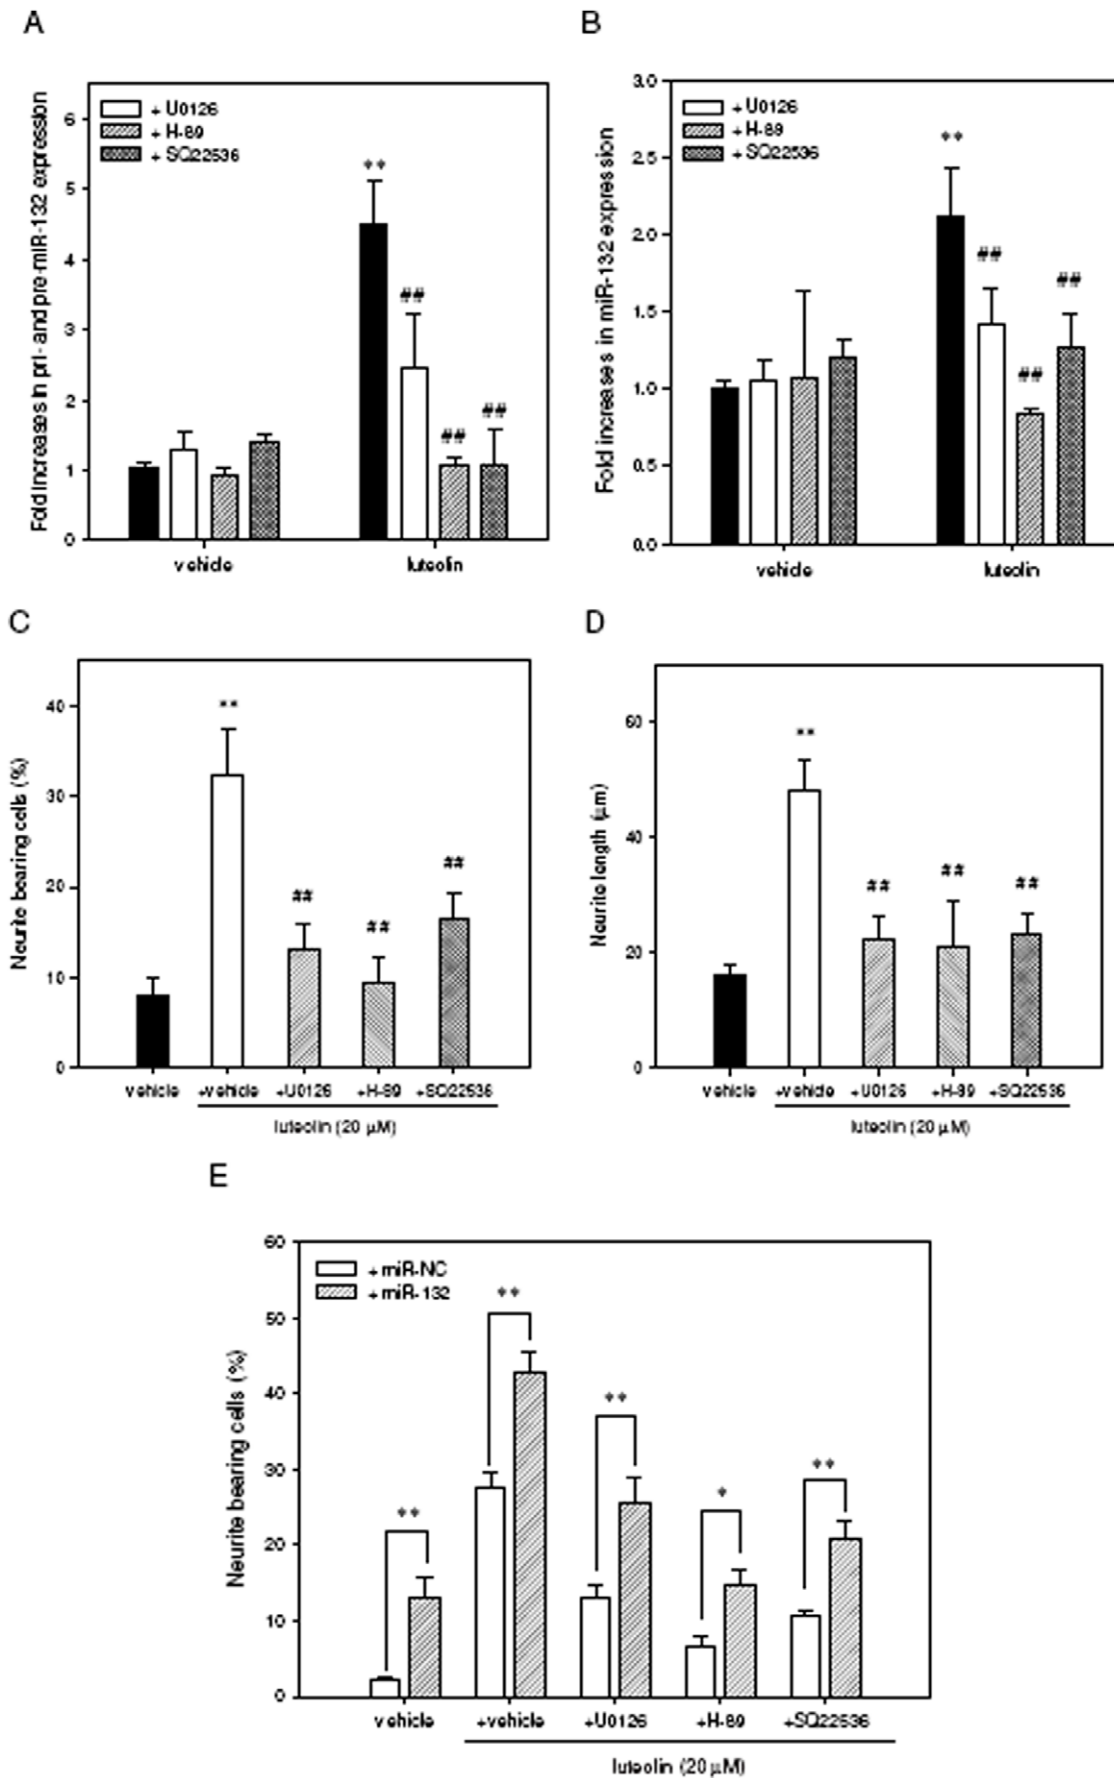 A
Fold increases in pri- and pre-miR-132 expression
6
5
4
3
2
1
0
+ U0126
+ H-89
+ SQ22536
**
##
##
##
vehicle
luteolin
B
Fold increases in miR-132 expression
3.0
2.5
2.0
1.5
1.0
0.5
0.0
+ U0126
+ H-89
+ SQ22536
**
##
##
##
vehicle
luteolin
C
Neurite bearing cells (%)
40
30
20
10
0
**
##
##
##
vehicle +vehicle +U0126 +H-89 +SQ22536
luteolin (20 μM)
D
Neurite length (μm)
60
40
20
0
**
##
##
##
vehicle +vehicle +U0126 +H-89 +SQ22536
luteolin (20 μM)
E
Neurite bearing cells (%)
60
50
40
30
20
10
0
+ miR-NC
+ miR-132
**
**
**
*
**
vehicle +vehicle +U0126 +H-89 +SQ22536
luteolin (20 μM)